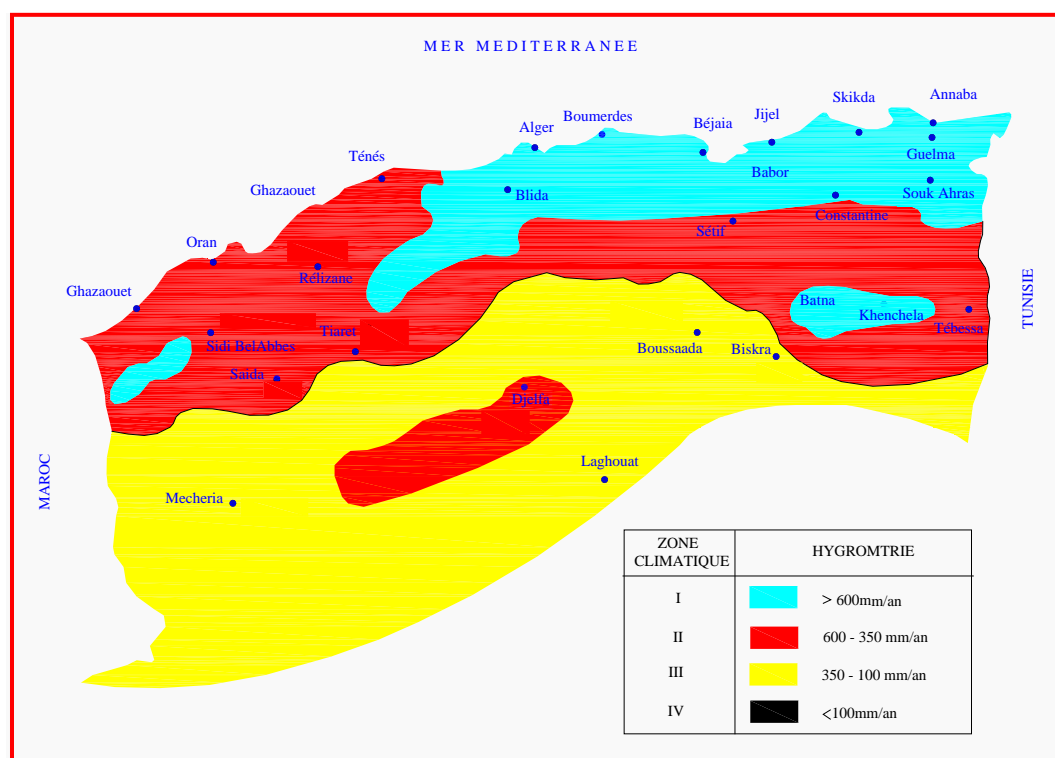 MER MEDITERRANEE
Annaba
Skikda
Jijel
Boumerdes
Béjaia
Alger
Guelma
Ténés
Babor
Ghazaouet
Blida
Souk Ahras
Constantine
Sétif
Oran
Rélizane
Ghazaouet
Batna
Khenchela
TUNISIE
Tiaret
Tébessa
Sidi BelAbbes
Boussaada
Biskra
Saida
Djelfa
Laghouat
MAROC
Mecheria
ZONE
CLIMATIQUE
HYGROMTRIE
I
> 600mm/an
II
600 - 350 mm/an
III
350 - 100 mm/an
IV
<100mm/an